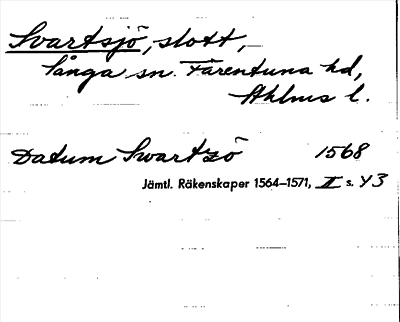 Svartsjö, slott,
Sånga sn. Färentuna hd,
Sthlms l.
Datum Swartzö 1568
Jämtl. Räkenskaper 1564–1571, II s. 43